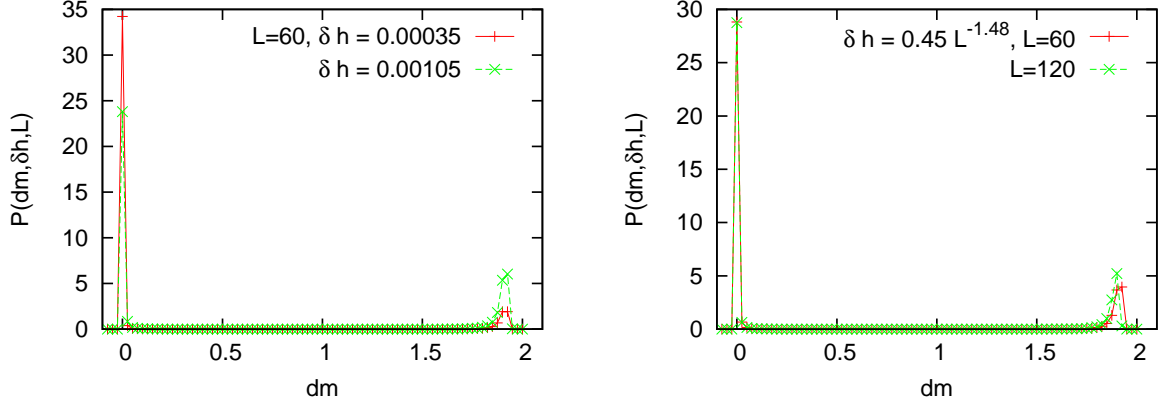 L=60, δ h = 0.00035
δ h = 0.00105
P(dm,δh,L)
35
30
25
20
15
10
5
0
0 0.5 1 1.5 2
dm
δ h = 0.45 L^-1.48, L=60
L=120
P(dm,δh,L)
30
25
20
15
10
5
0
0 0.5 1 1.5 2
dm